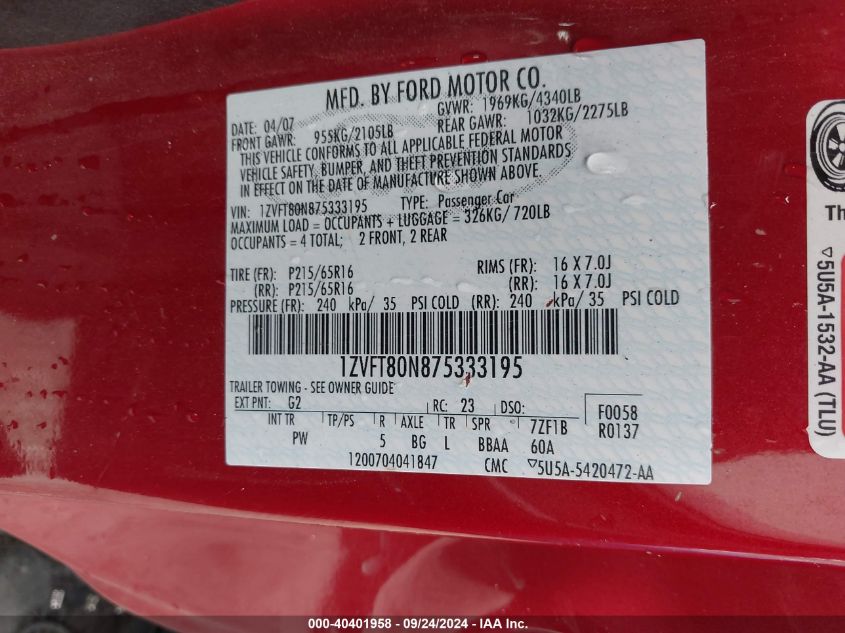 MFD. BY FORD MOTOR CO.
DATE: 04/07 GVWR: 1969KG/4340LB
FRONT GAWR: 955KG/2105LB REAR GAWR: 1032KG/2275LB
THIS VEHICLE CONFORMS TO ALL APPLICABLE FEDERAL MOTOR
VEHICLE SAFETY, BUMPER, AND THEFT PREVENTION STANDARDS
IN EFFECT ON THE DATE OF MANUFACTURE SHOWN ABOVE.
VIN: 1ZVFT80N875333195 TYPE: Passenger Car
MAXIMUM LOAD = OCCUPANTS + LUGGAGE = 326KG/ 720LB
OCCUPANTS = 4 TOTAL; 2 FRONT, 2 REAR
TIRE (FR): P215/65R16 RIMS (FR): 16 X 7.0J
(RR): P215/65R16 (RR): 16 X 7.0J
PRESSURE (FR): 240 kPa/ 35 PSI COLD (RR): 240 kPa/ 35 PSI COLD
1ZVFT80N875333195
TRAILER TOWING - SEE OWNER GUIDE
EXT PNT: G2 RC: 23 DSO: F0058
INT TR TP/PS R AXLE TR SPR 7ZF1B R0137
PW 5 BG L BBAA 60A
1200704041847 CMC ▽5U5A-5420472-AA
Th
▽5U5A-1532-AA (TLU)
000-40401958 - 09/24/2024 - IAA Inc.